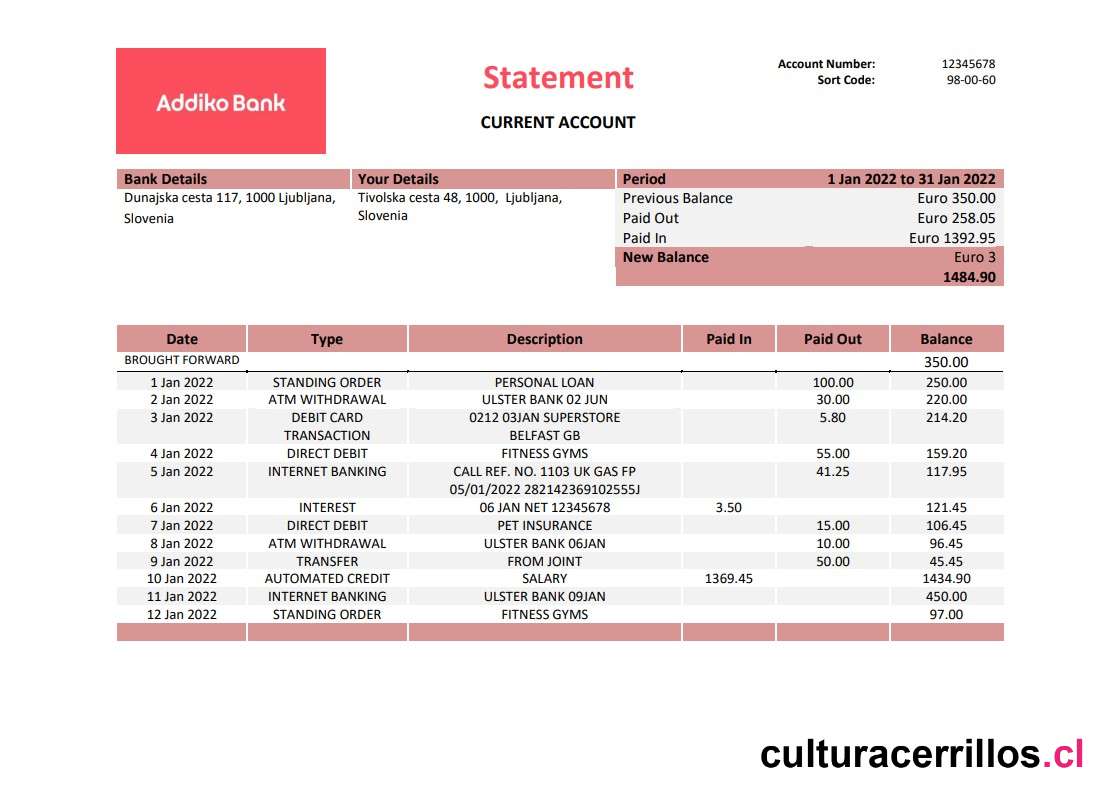 Addiko Bank
Statement
CURRENT ACCOUNT
Account Number: 12345678
Sort Code: 98-00-60
Bank Details Your Details Period 1 Jan 2022 to 31 Jan 2022
Dunajska cesta 117, 1000 Ljubljana, Tivolska cesta 48, 1000, Ljubljana, Previous Balance Euro 350.00
Slovenia Slovenia Paid Out Euro 258.05
Paid In Euro 1392.95
New Balance Euro 3
1484.90
Date Type Description Paid In Paid Out Balance
BROUGHT FORWARD 350.00
1 Jan 2022 STANDING ORDER PERSONAL LOAN 100.00 250.00
2 Jan 2022 ATM WITHDRAWAL ULSTER BANK 02 JUN 30.00 220.00
3 Jan 2022 DEBIT CARD 0212 03JAN SUPERSTORE 5.80 214.20
TRANSACTION BELFAST GB
4 Jan 2022 DIRECT DEBIT FITNESS GYMS 55.00 159.20
5 Jan 2022 INTERNET BANKING CALL REF. NO. 1103 UK GAS FP 41.25 117.95
05/01/2022 282142369102555J
6 Jan 2022 INTEREST 06 JAN NET 12345678 3.50 121.45
7 Jan 2022 DIRECT DEBIT PET INSURANCE 15.00 106.45
8 Jan 2022 ATM WITHDRAWAL ULSTER BANK 06JAN 10.00 96.45
9 Jan 2022 TRANSFER FROM JOINT 50.00 45.45
10 Jan 2022 AUTOMATED CREDIT SALARY 1369.45 1434.90
11 Jan 2022 INTERNET BANKING ULSTER BANK 09JAN 450.00
12 Jan 2022 STANDING ORDER FITNESS GYMS 97.00
culturacerrillos.cl